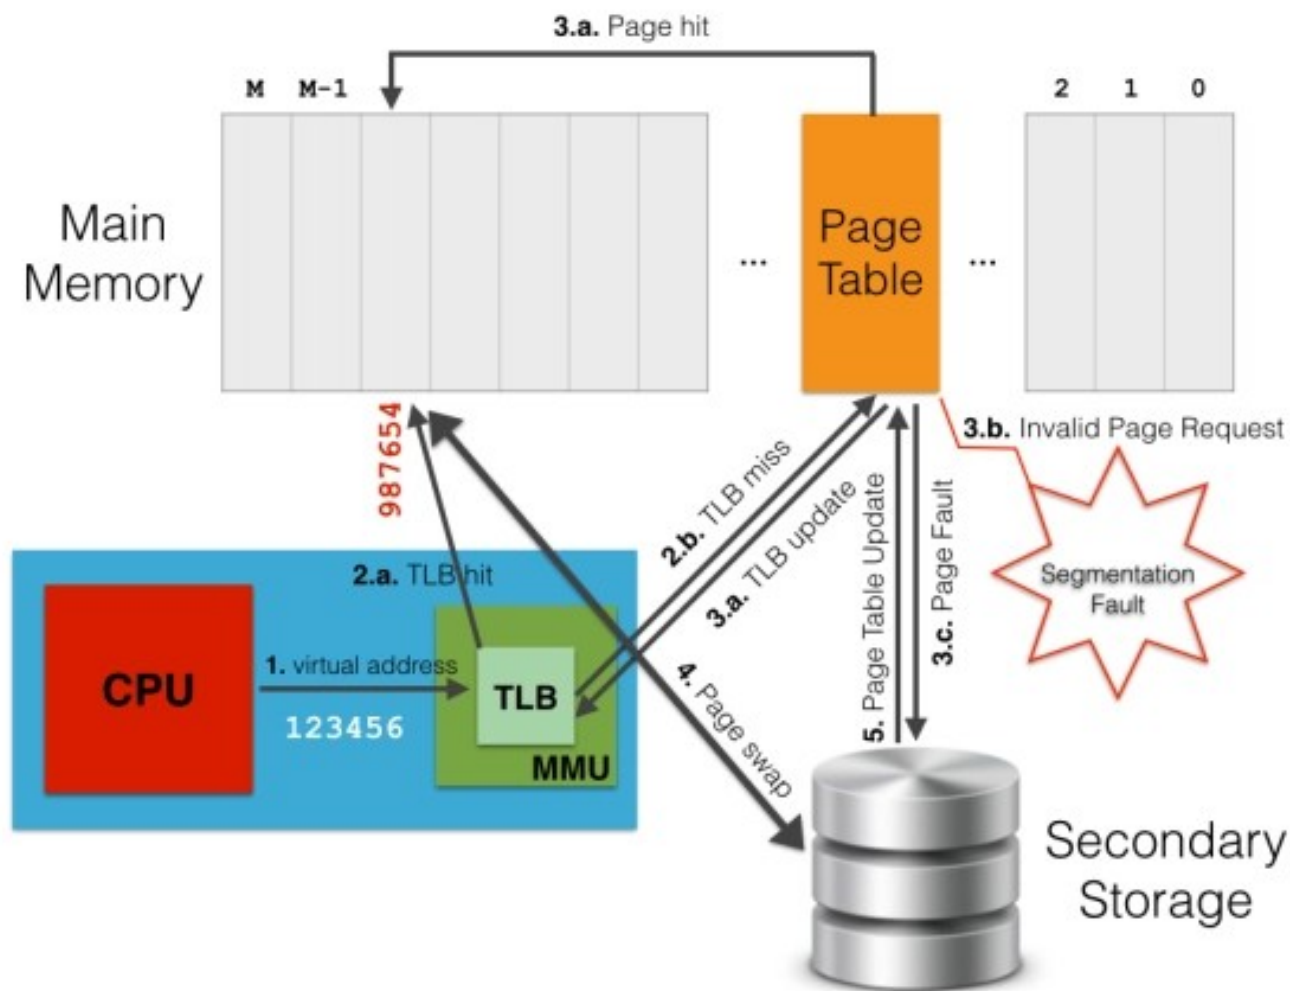 3.a. Page hit
M M-1
2 1 0
Main
Memory
...
Page
Table
...
987654
3.b. Invalid Page Request
2.b. TLB miss
3.a. TLB update
5. Page Table Update
3.c. Page Fault
Segmentation
Fault
2.a. TLB hit
CPU
1. virtual address
123456
TLB
MMU
4. Page swap
Secondary
Storage